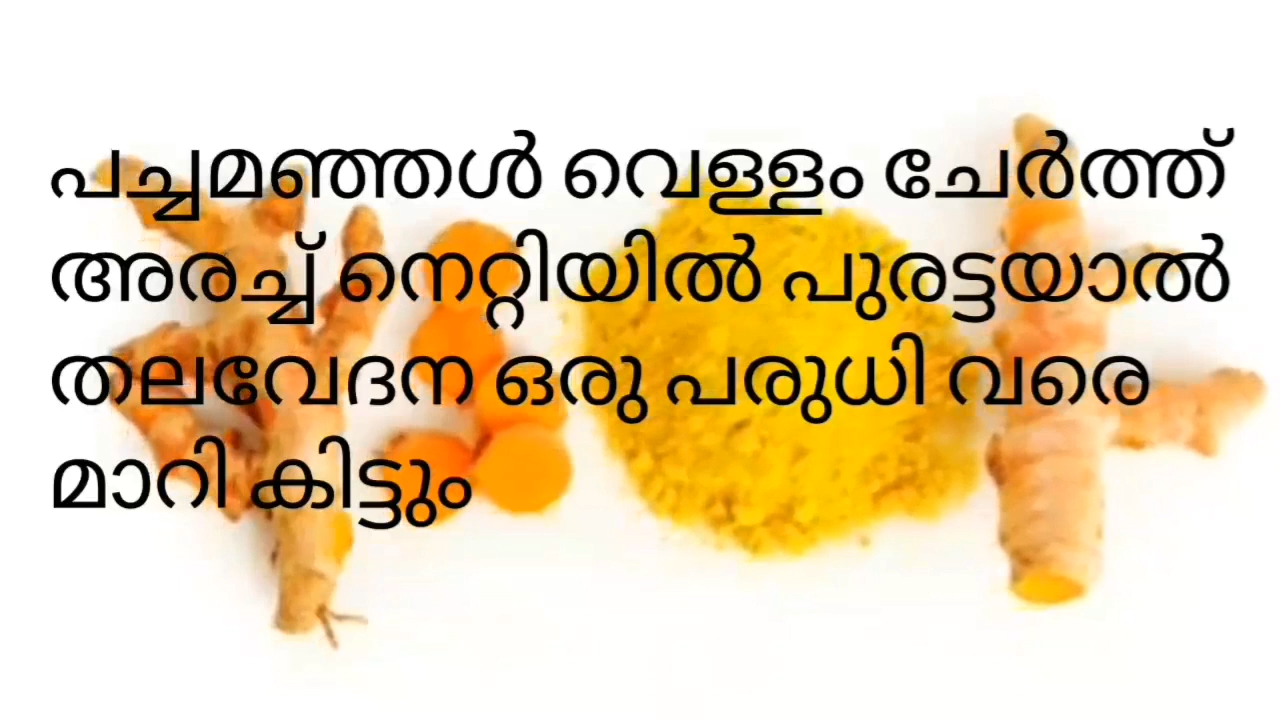 പച്ചമഞ്ഞൾ വെള്ളം ചേർത്ത്
അരച്ച് നെറ്റിയിൽ പുരട്ടയാൽ
തലവേദന ഒരു പരുധി വരെ
മാറി കിട്ടും